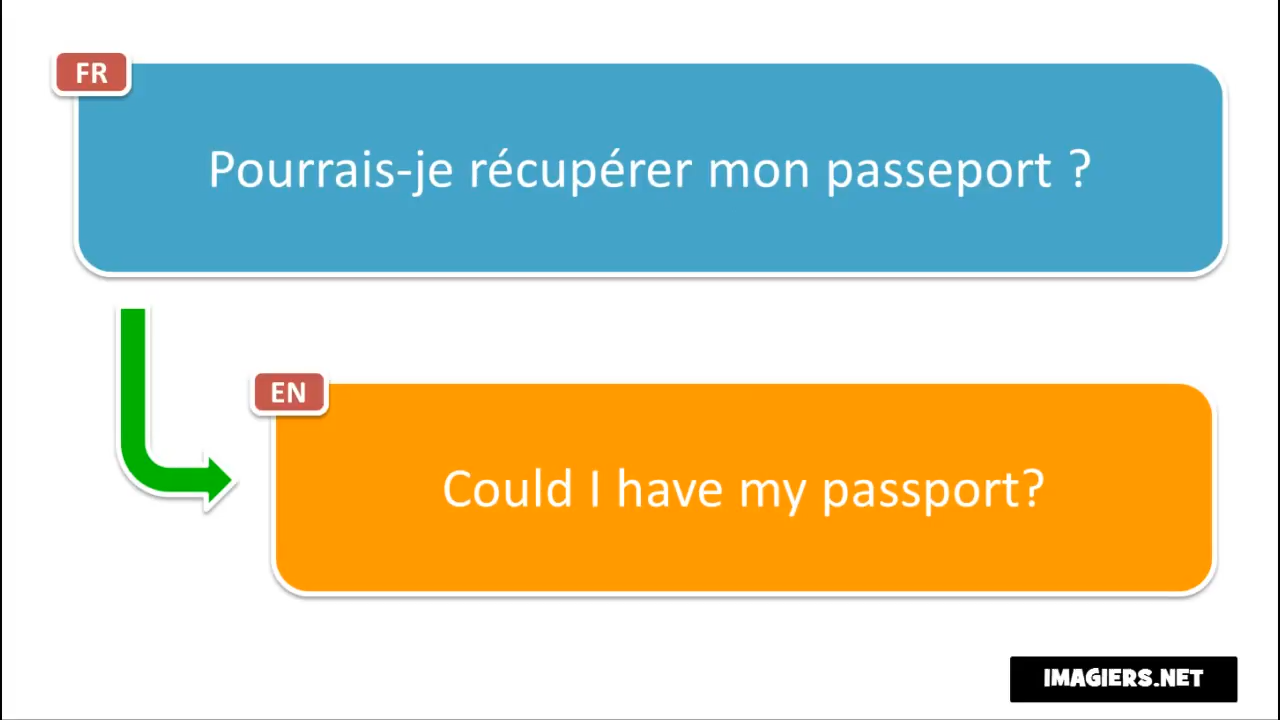 FR
Pourrais-je récupérer mon passeport ?
EN
Could I have my passport?
IMAGIERS.NET